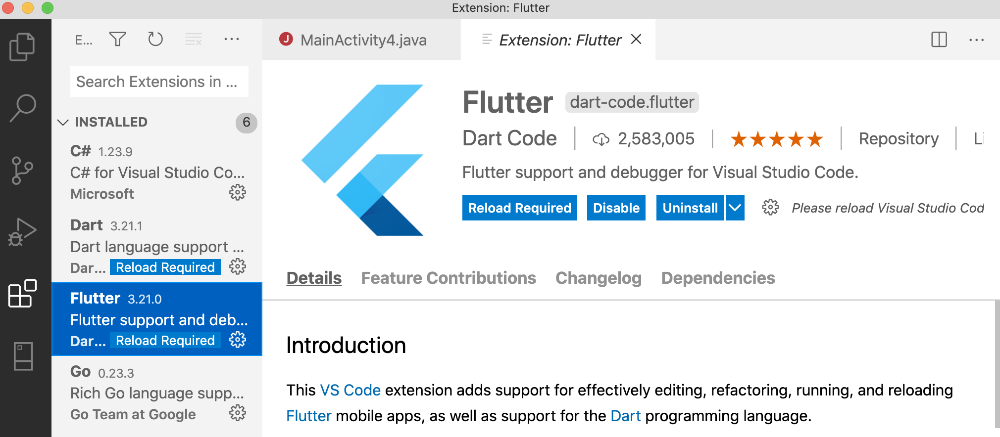 Extension: Flutter
E...
Search Extensions in ...
INSTALLED 6
C# 1.23.9
C# for Visual Studio Co...
Microsoft
Dart 3.21.1
Dart language support ...
Dar... Reload Required
Flutter 3.21.0
Flutter support and deb...
Dar... Reload Required
Go 0.23.3
Rich Go language supp...
Go Team at Google
J MainActivity4.java
Extension: Flutter
Flutter dart-code.flutter
Dart Code 2,583,005 Repository Li
Flutter support and debugger for Visual Studio Code.
Reload Required Disable Uninstall Please reload Visual Studio Cod
Details Feature Contributions Changelog Dependencies
Introduction
This VS Code extension adds support for effectively editing, refactoring, running, and reloading
Flutter mobile apps, as well as support for the Dart programming language.